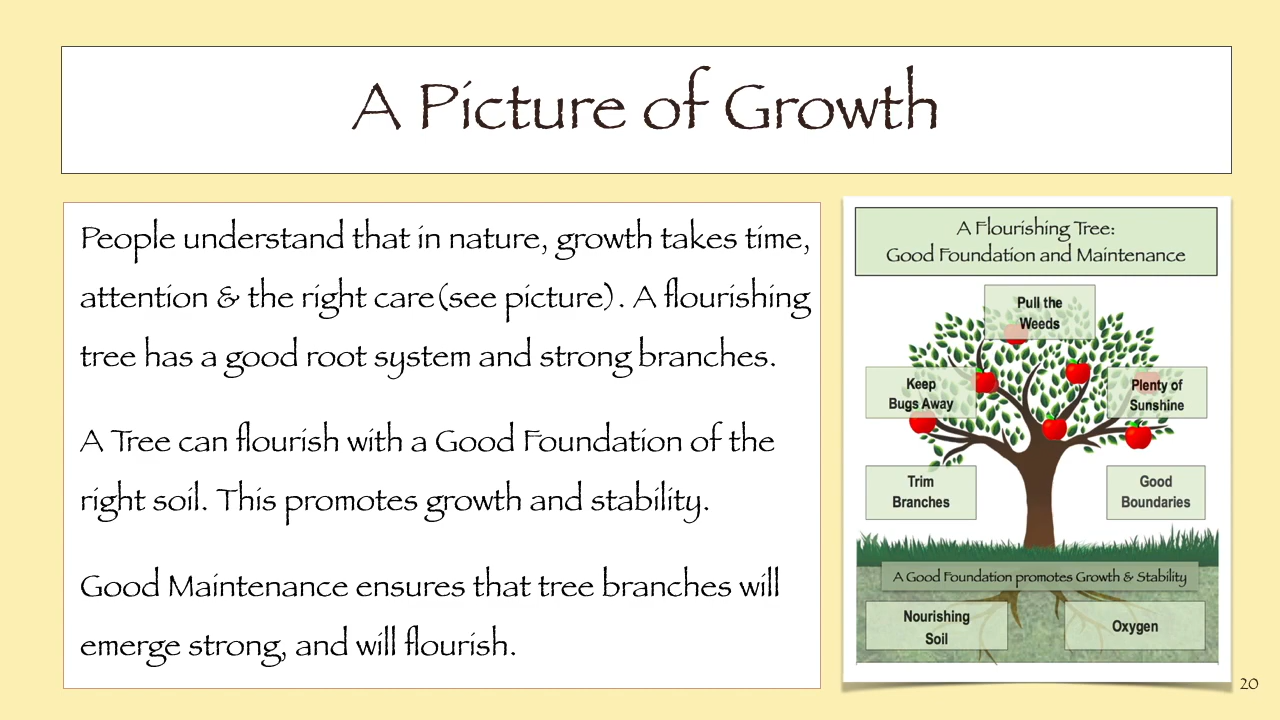 A Picture of Growth
People understand that in nature, growth takes time,
attention & the right care(see picture). A flourishing
tree has a good root system and strong branches.
A Tree can flourish with a Good Foundation of the
right soil. This promotes growth and stability.
Good Maintenance ensures that tree branches will
emerge strong, and will flourish.
A Flourishing Tree:
Good Foundation and Maintenance
Pull the
Weeds
Keep
Bugs Away
Plenty of
Sunshine
Trim
Branches
Good
Boundaries
A Good Foundation promotes Growth & Stability
Nourishing
Soil
Oxygen
20